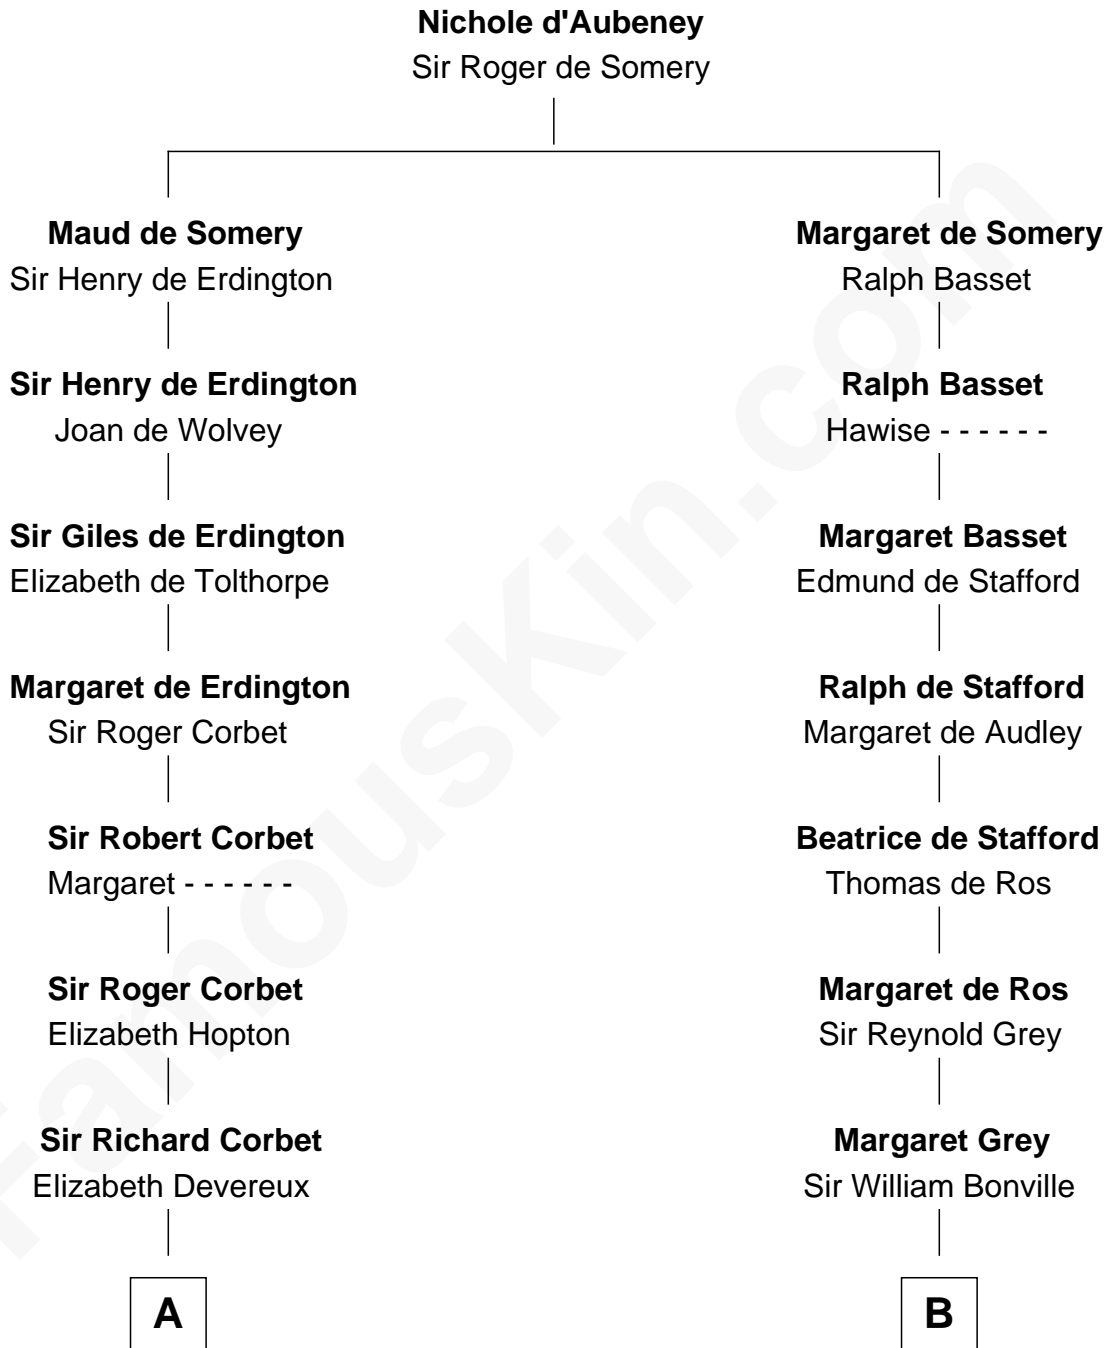 Nichole d'Aubeney
Sir Roger de Somery
Maud de Somery
Sir Henry de Erdington
Sir Henry de Erdington
Joan de Wolvey
Sir Giles de Erdington
Elizabeth de Tolthorpe
Margaret de Erdington
Sir Roger Corbet
Sir Robert Corbet
Margaret - - - - - -
Sir Roger Corbet
Elizabeth Hopton
Sir Richard Corbet
Elizabeth Devereux
A
Margaret de Somery
Ralph Basset
Ralph Basset
Hawise - - - - - -
Margaret Basset
Edmund de Stafford
Ralph de Stafford
Margaret de Audley
Beatrice de Stafford
Thomas de Ros
Margaret de Ros
Sir Reynold Grey
Margaret Grey
Sir William Bonville
B
FamousKin.com